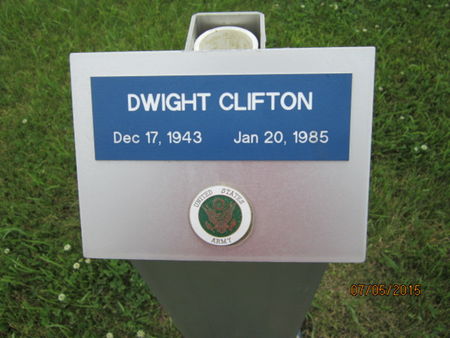 DWIGHT CLIFTON
Dec 17, 1943 Jan 20, 1985
UNITED STATES
ARMY
07/05/2015